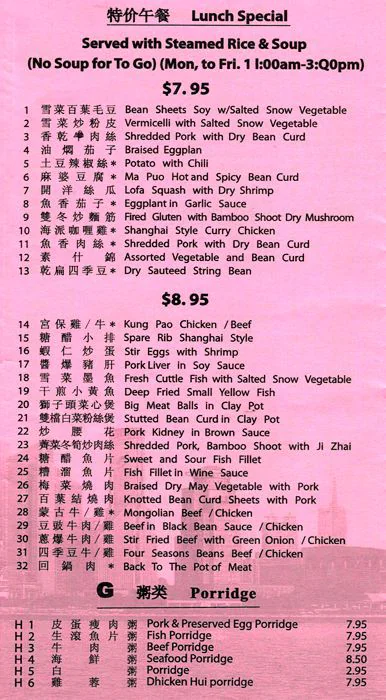 特价午餐 Lunch Special
Served with Steamed Rice & Soup
(No Soup for To Go) (Mon, to Fri. 1 l:00am-3:Q0pm)
$7. 95
1 雪菜百葉毛豆 Bean Sheets Soy w/Salted Snow Vegetable
2 雪菜炒粉皮 Vermicelli with Salted Snow Vegetable
3 香乾芈肉絲 Shredded Pork with Dry Bean Curd
4 油燜茄子 Braised Eggplan
5 土豆辣椒絲* Potato with Chili
6 麻婆豆腐* Ma Puo Hot and Spicy Bean Curd
7 開洋絲瓜 Lofa Squash with Dry Shrimp
8 魚香茄子* Eggplant in Garlic Sauce
9 雙冬炒麵筋 Fired Gluten with Bamboo Shoot Dry Mushroom
10 海派咖喱雞* Shanghai Style Curry Chicken
11 魚香肉絲* Shredded Pork with Dry Bean Curd
12 素什錦 Assorted Vegetable and Bean Curd
13 乾扁四季豆* Dry Sauteed String Bean
$8. 95
14 宮保雞/牛* Kung Pao Chicken /Beef
15 糖醋小排 Spare Rib Shanghai Style
16 蝦仁炒蛋 Stir Eggs with Shrimp
17 醬爆豬肝 Pork Liver in Soy Sauce
18 雪菜墨魚 Fresh Cuttle Fish with Salted Snow Vegetable
19 干煎小黃魚 Deep Fried Small Yellow Fish
20 獅子頭菜心煲 Big Meat Balls in Clay Pot
21 雙檔白菜粉絲煲 Stutted Bean Curd in Clay Pot
22 炒腰花 Pork Kidney in Brown Sauce
23 薺菜冬筍炒肉絲 Shredded Pork, Bamboo Shoot with Ji Zhai
24 糖醋魚片 Sweet and Sour Fish Fillet
25 糟溜魚片 Fish Fillet in Wine Sauce
26 梅菜燒肉 Braised Dry May Vegetable with Pork
27 百葉結燒肉 Knotted Bean Curd Sheets with Pork
28 蒙古牛/雞* Mongolian Beef /Chicken
29 豆豉牛肉/雞 Beef in Black Bean Sauce /Chicken
30 蔥爆牛肉/雞 Stir Fried Beef with Green Onion /Chicken
31 四季豆牛/雞 Four Seasons Beans Beef /Chicken
32 回鍋肉* Back To The Pot of Meat
G 粥类 Porridge
H 1 皮蛋瘦肉粥 Pork & Preserved Egg Porridge 7.95
H 2 生滾魚片粥 Fish Porridge 7.95
H 3 牛肉粥 Beef Porridge 7.95
H 4 海鮮粥 Seafood Porridge 8.50
H 5 白粥 Porridge 2.95
H 6 雞蓉粥 Dhicken Hui porridge 7.95